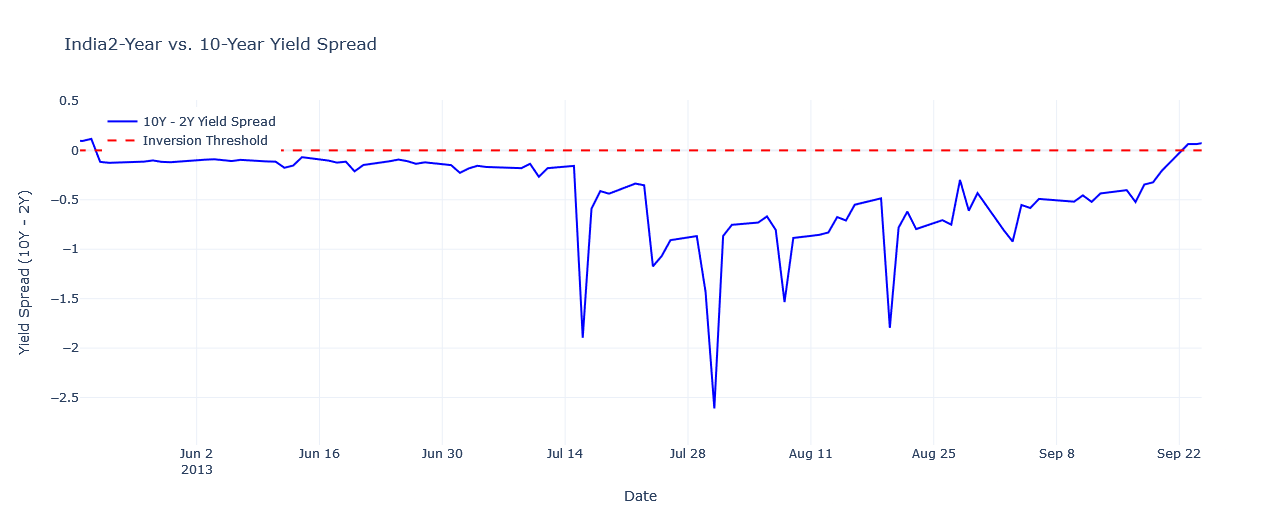 India2-Year vs. 10-Year Yield Spread
10Y - 2Y Yield Spread
Inversion Threshold
0.5
0
−0.5
−1
−1.5
−2
−2.5
Yield Spread (10Y - 2Y)
Jun 2
2013
Jun 16
Jun 30
Jul 14
Jul 28
Aug 11
Aug 25
Sep 8
Sep 22
Date